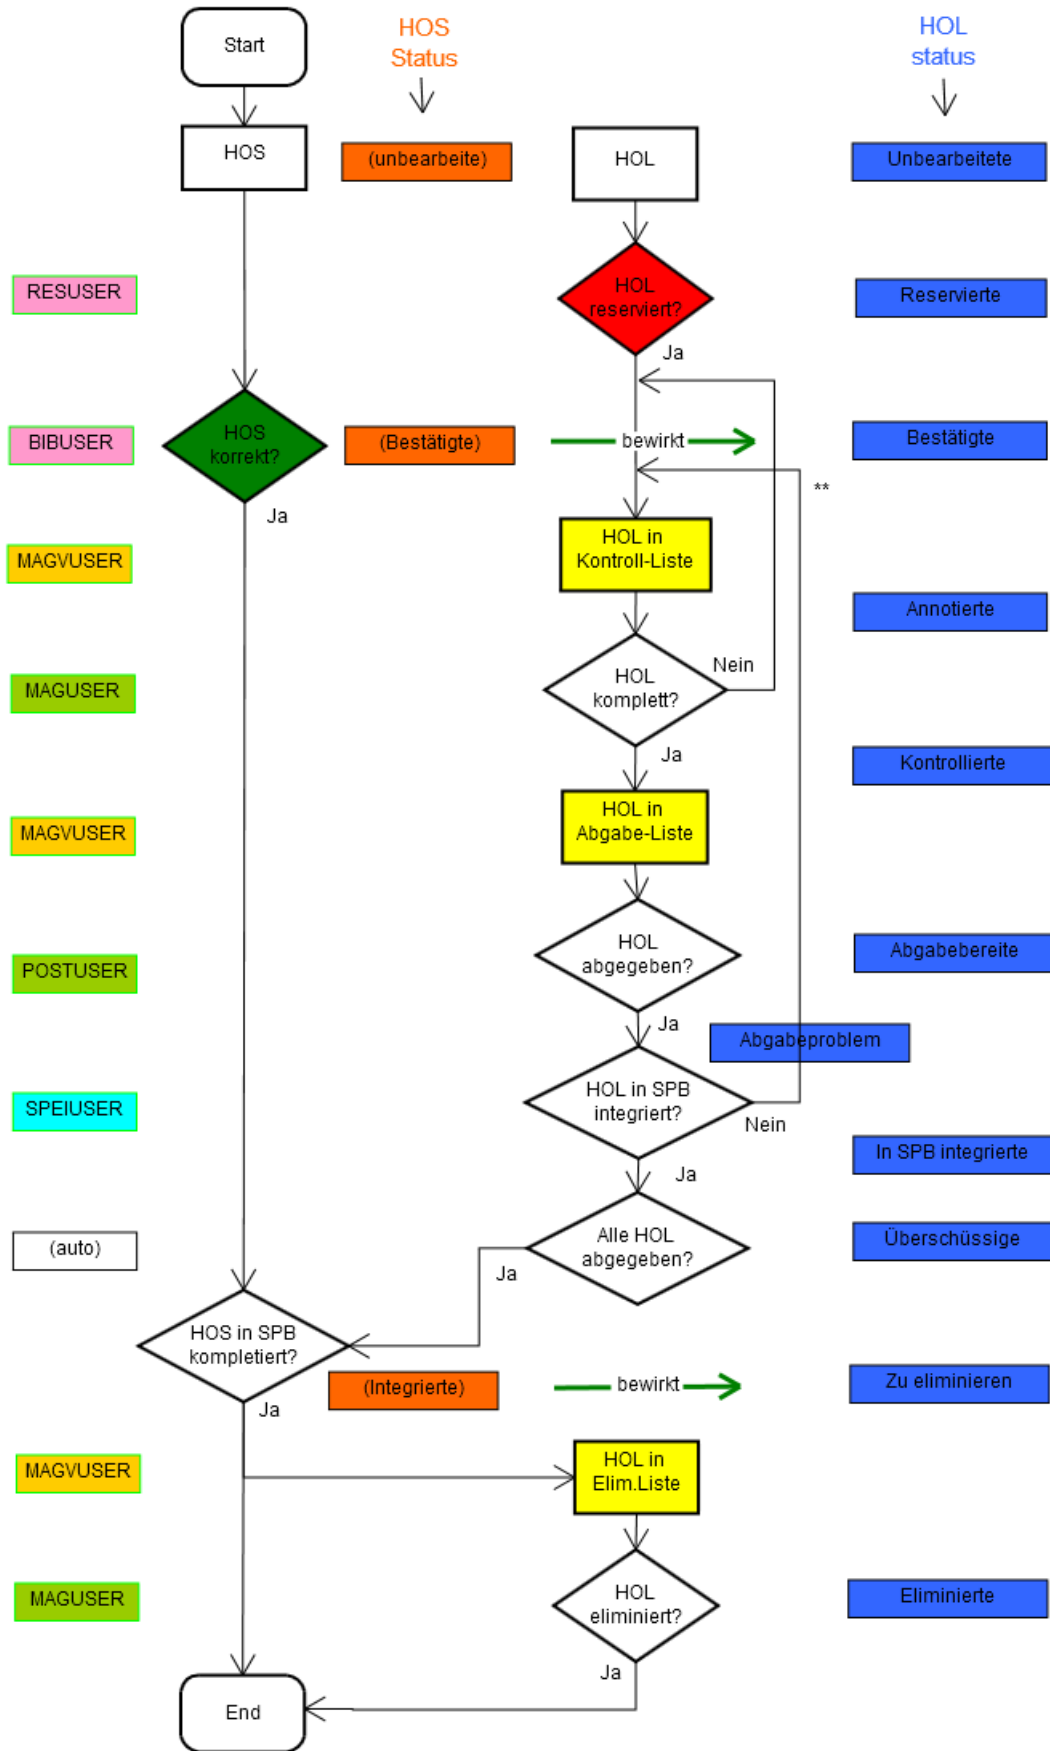 Start
HOS
Status
HOL
status
HOS
(unbearbeite)
HOL
Unbearbeitete
RESUSER
HOL
reserviert?
Reservierte
Ja
BIBUSER
HOS
korrekt?
(Bestätigte)
bewirkt
Bestätigte
Ja
**
MAGVUSER
HOL in
Kontroll-Liste
Annotierte
MAGUSER
HOL
komplett?
Nein
Ja
Kontrollierte
MAGVUSER
HOL in
Abgabe-Liste
POSTUSER
HOL
abgegeben?
Abgabebereite
Ja
Abgabeproblem
SPEIUSER
HOL in SPB
integriert?
Nein
In SPB integrierte
Ja
(auto)
Alle HOL
abgegeben?
Überschüssige
Ja
HOS in SPB
kompletiert?
Ja
(Integrierte)
bewirkt
Zu eliminieren
MAGVUSER
HOL in
Elim.Liste
MAGUSER
HOL
eliminiert?
Eliminierte
Ja
End